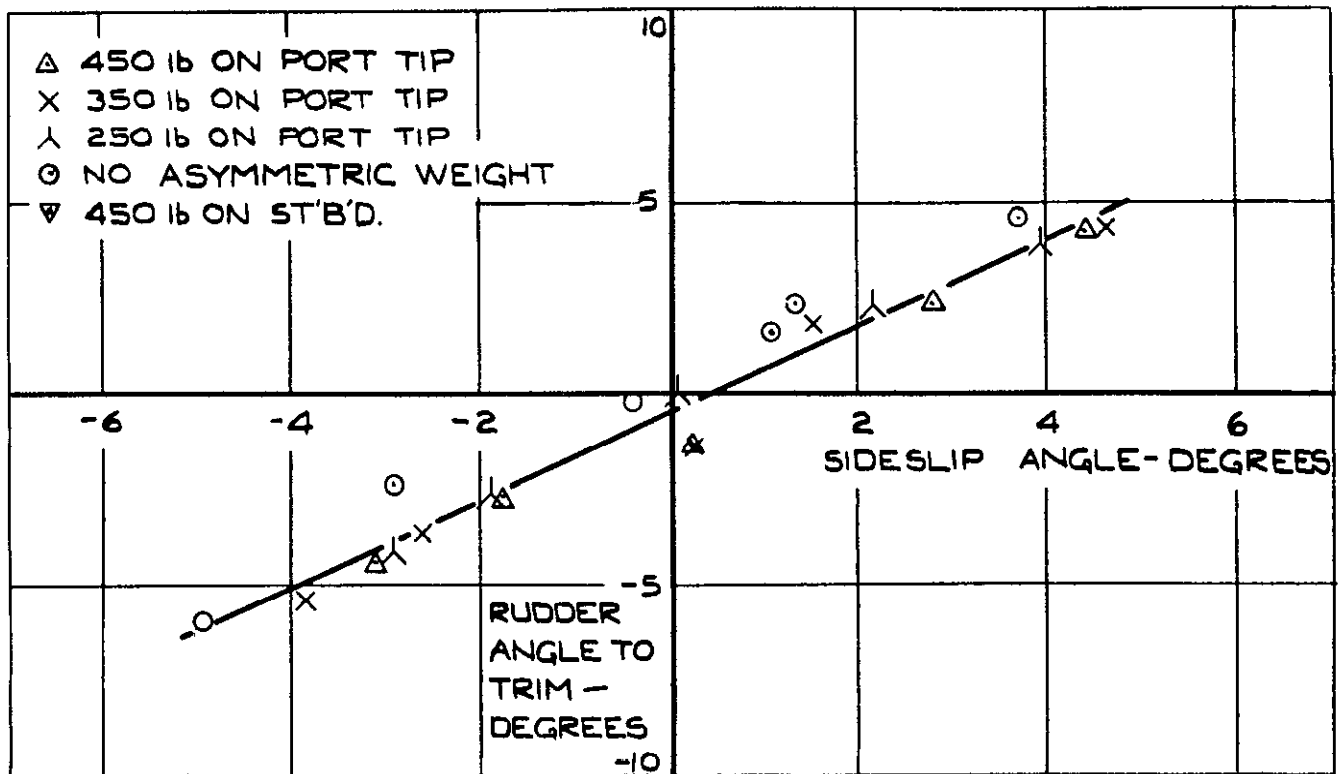 10
450 lb ON PORT TIP
350 lb ON PORT TIP
250 lb ON PORT TIP
NO ASYMMETRIC WEIGHT
450 lb ON ST'B'D.
5
-6 -4 -2 2 4 6
SIDESLIP ANGLE-DEGREES
-5
RUDDER
ANGLE TO
TRIM –
DEGREES
-10